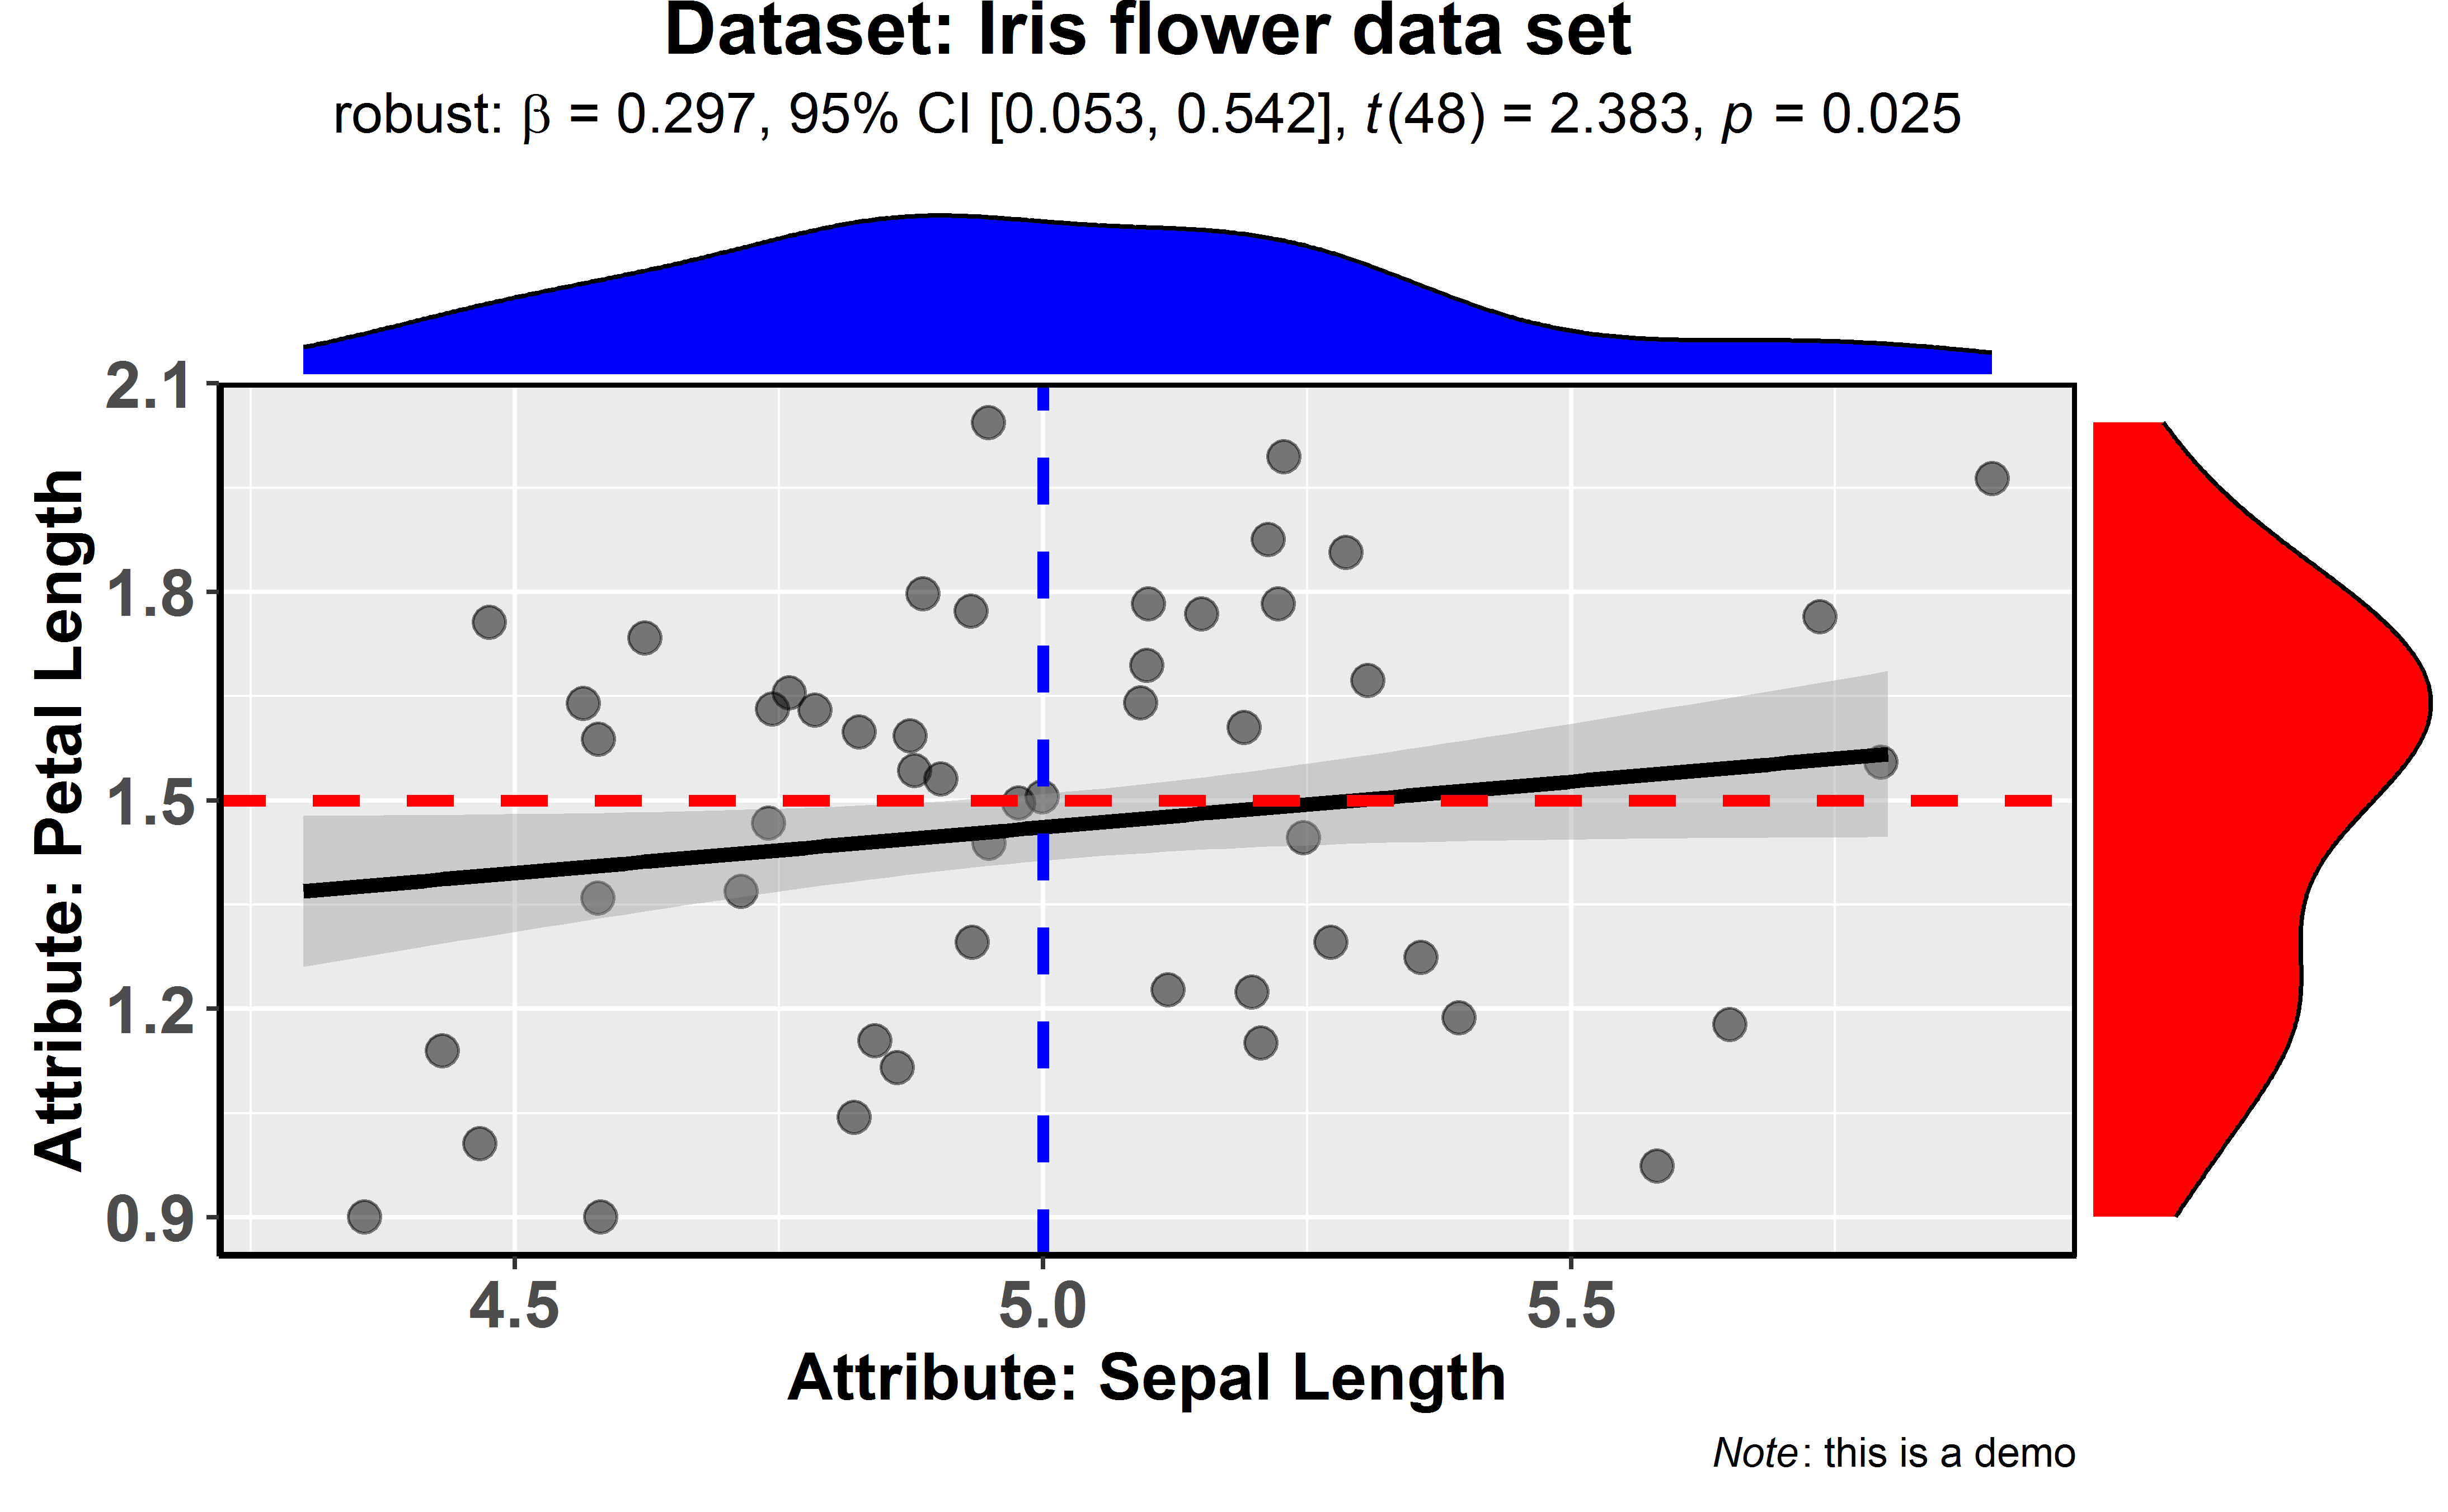 Dataset: Iris flower data set
robust: β = 0.297, 95% CI [0.053, 0.542], t(48) = 2.383, p = 0.025
2.1
1.8
1.5
1.2
0.9
Attribute: Petal Length
4.5 5.0 5.5
Attribute: Sepal Length
Note: this is a demo